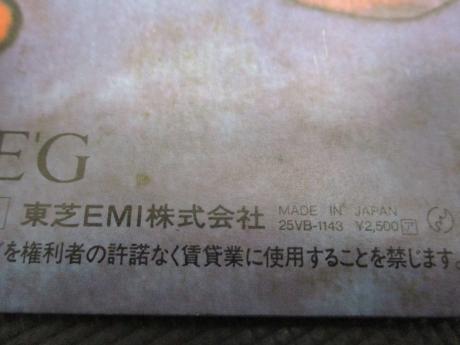 E'G
東芝EMI株式会社 MADE IN JAPAN
25VB-1143 ¥2,500 ア
を権利者の許諾なく賃貸業に使用することを禁じます。